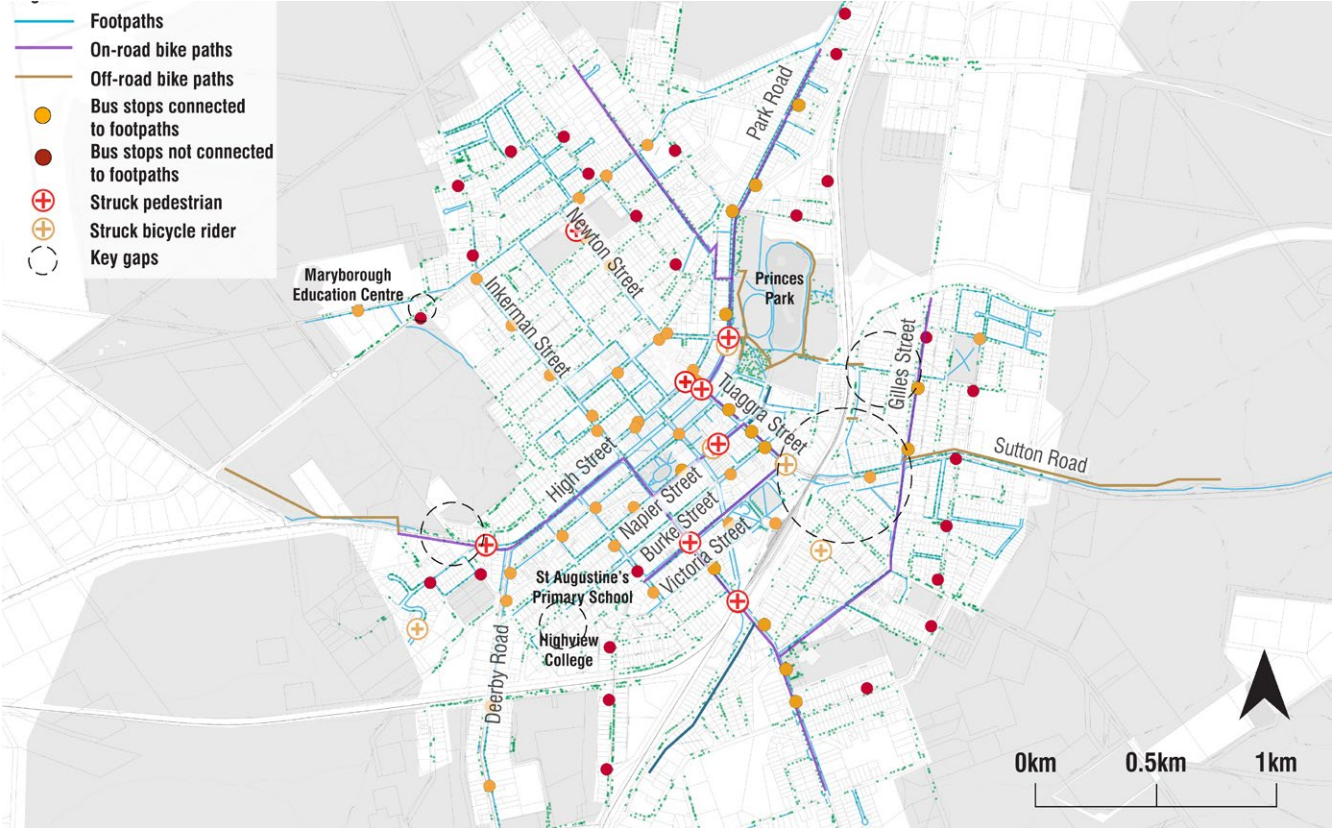 Footpaths
On-road bike paths
Off-road bike paths
Bus stops connected
to footpaths
Bus stops not connected
to footpaths
Struck pedestrian
Struck bicycle rider
Key gaps
Park Road
Newton Street
Maryborough
Education Centre
Princes
Park
Inkerman Street
Gilles Street
Tuaggra Street
High Street
Sutton Road
Napier Street
Burke Street
Victoria Street
St Augustine's
Primary School
Highview
College
Deerby Road
0km
0.5km
1km